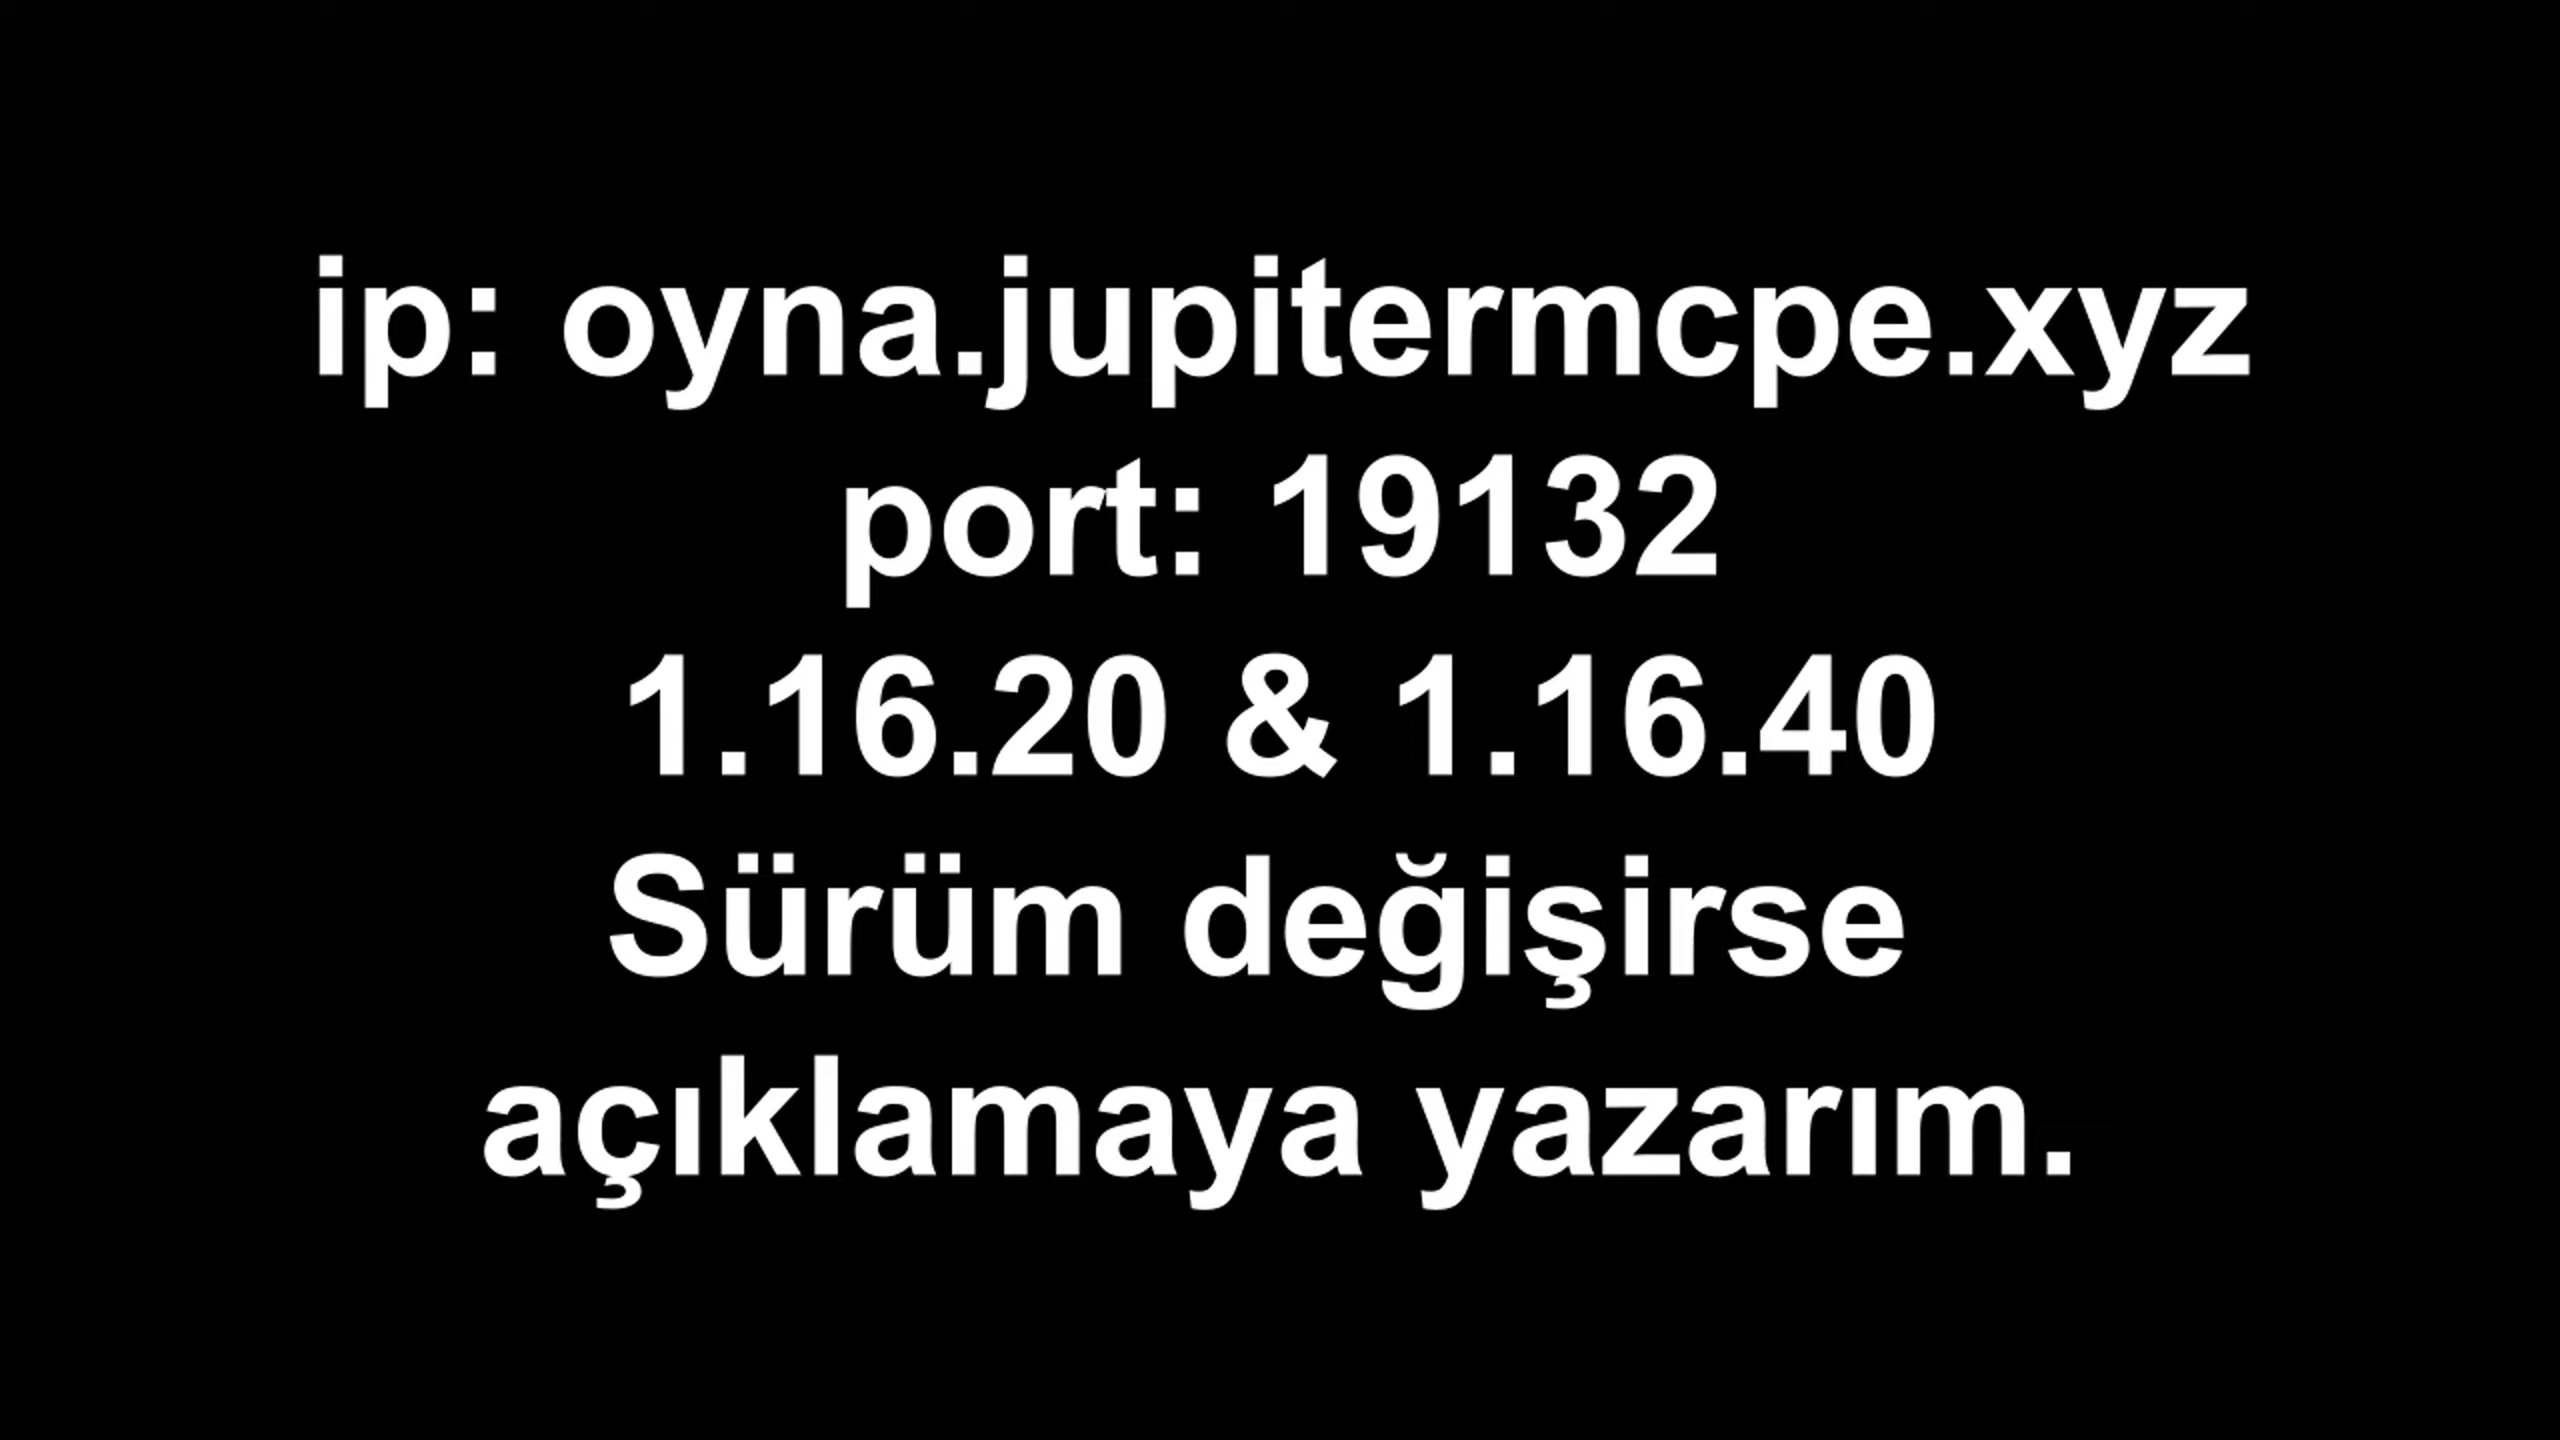 ip: oyna.jupitermcpe.xyz
port: 19132
1.16.20 & 1.16.40
Sürüm değişirse
açıklamaya yazarım.